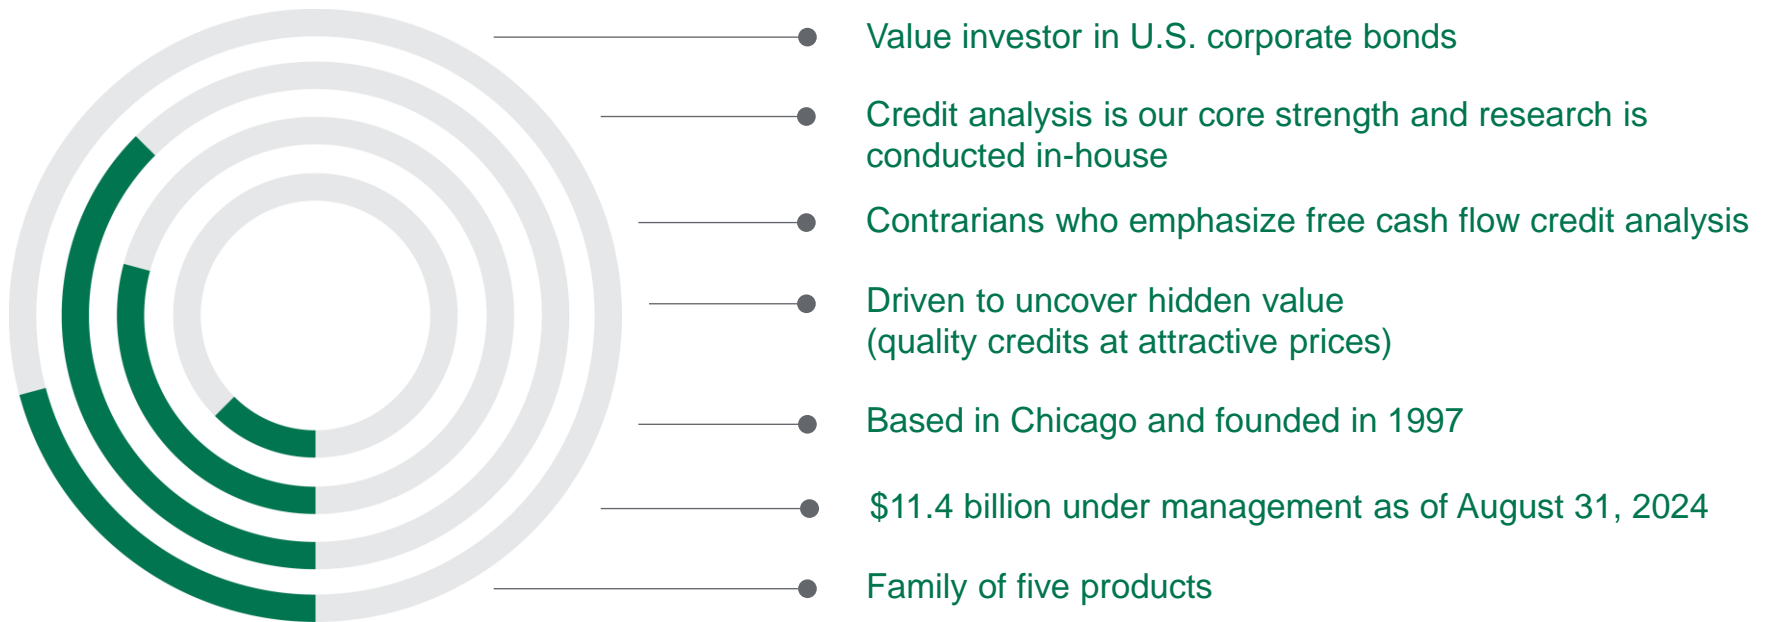 Value investor in U.S. corporate bonds
Credit analysis is our core strength and research is
conducted in-house
Contrarians who emphasize free cash flow credit analysis
Driven to uncover hidden value
(quality credits at attractive prices)
Based in Chicago and founded in 1997
$11.4 billion under management as of August 31, 2024
Family of five products